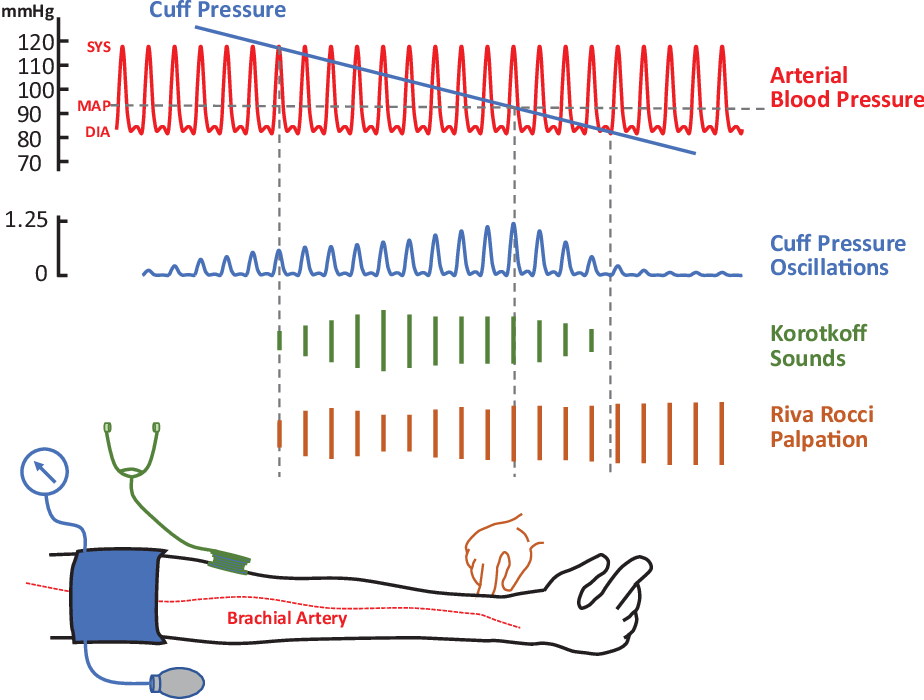 mmHg
Cuff Pressure
120
110
100
90
80
70
SYS
MAP
DIA
Arterial
Blood Pressure
1.25
0
Cuff Pressure
Oscillations
Korotkoff
Sounds
Riva Rocci
Palpation
Brachial Artery